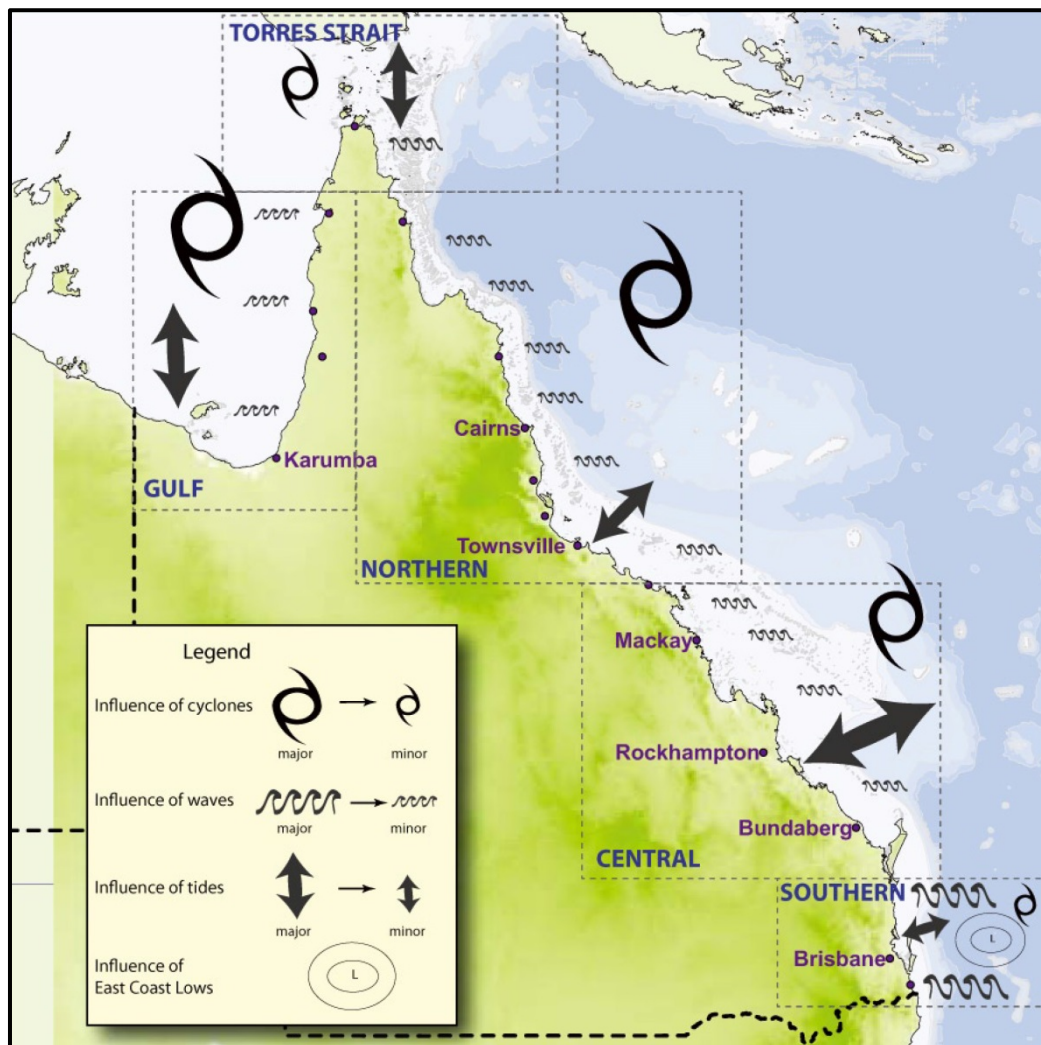 TORRES STRAIT
Cairns
Karumba
GULF
Townsville
NORTHERN
Mackay
Rockhampton
Bundaberg
CENTRAL
SOUTHERN
L
Brisbane
Legend
Influence of cyclones
major
minor
Influence of waves
major
minor
Influence of tides
major
minor
Influence of
East Coast Lows
L